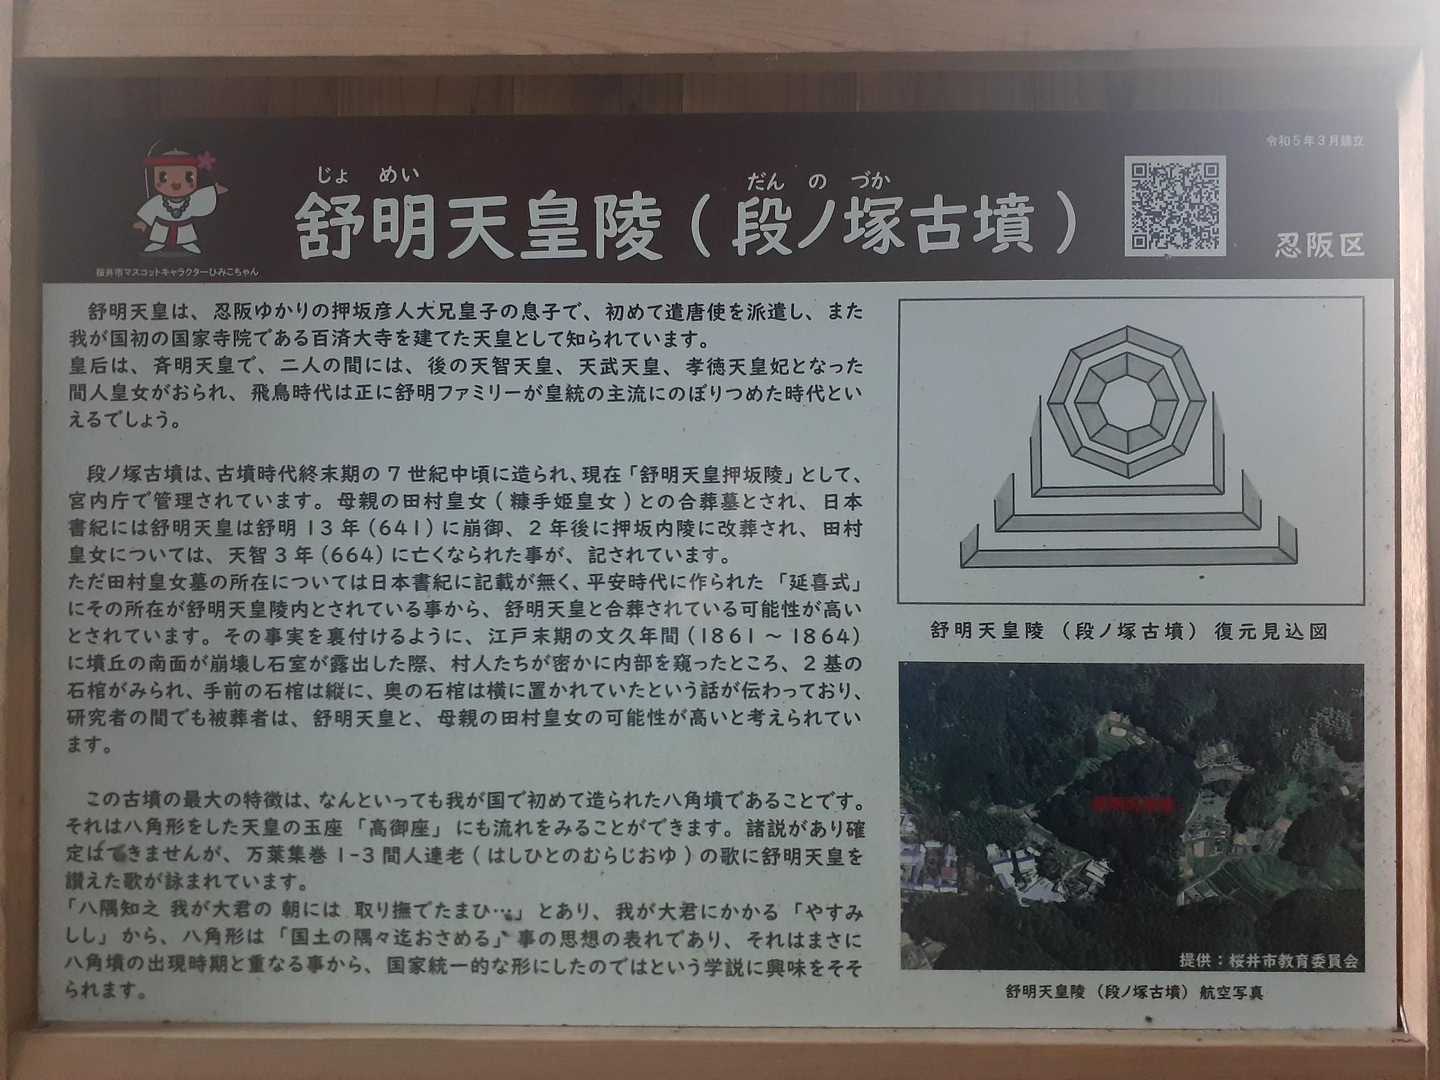 令和5年3月鎮立
じょ めい
だん の づか
舒明天皇陵(段ノ塚古墳)
忍阪区
桜井市マスコットキャラクターひみこちゃん
舒明天皇は、忍阪ゆかりの押坂彦人大兄皇子の息子で、初めて遣唐使を派遣し、また
我が国初の国家寺院である百済大寺を建てた天皇として知られています。
皇后は、斉明天皇で、二人の間には、後の天智天皇、天武天皇、孝徳天皇妃となった
間人皇女がおられ、飛鳥時代は正に舒明ファミリーが皇統の主流にのぼりつめた時代とい
えるでしょう。
段ノ塚古墳は、古墳時代終末期の7世紀中頃に造られ、現在「舒明天皇押坂陵」として、
宮内庁で管理されています。母親の田村皇女(糠手姫皇女)との合葬墓とされ、日本
書紀には舒明天皇は舒明13年(641)に崩御、2年後に押坂内陵に改葬され、田村
皇女については、天智3年(664)に亡くなられた事が、記されています。
ただ田村皇女墓の所在については日本書紀に記載が無く、平安時代に作られた「延喜式」
にその所在が舒明天皇陵内とされている事から、舒明天皇と合葬されている可能性が高い
とされています。その事実を裏付けるように、江戸末期の文久年間(1861～1864)
に墳丘の南面が崩壊し石室が露出した際、村人たちが密かに内部を窺ったところ、2基の
石棺がみられ、手前の石棺は縦に、奥の石棺は横に置かれていたという話が伝わっており、
研究者の間でも被葬者は、舒明天皇と、母親の田村皇女の可能性が高いと考えられてい
ます。
この古墳の最大の特徴は、なんといっても我が国で初めて造られた八角墳であることです。
それは八角形をした天皇の玉座「高御座」にも流れをみることができます。諸説があり確
定はできませんが、万葉集巻1-3間人連老(はしひとのむらじおゆ)の歌に舒明天皇を
讃えた歌が詠まれています。
「八隅知之 我が大君の 朝には 取り撫でたまひ…」とあり、我が大君にかかる「やすみ
しし」から、八角形は「国土の隅々迄おさめる」事の思想の表れであり、それはまさに
八角墳の出現時期と重なる事から、国家統一的な形にしたのではという学説に興味をそそ
られます。
舒明天皇陵(段ノ塚古墳)復元見込図
提供:桜井市教育委員会
舒明天皇陵(段ノ塚古墳)航空写真